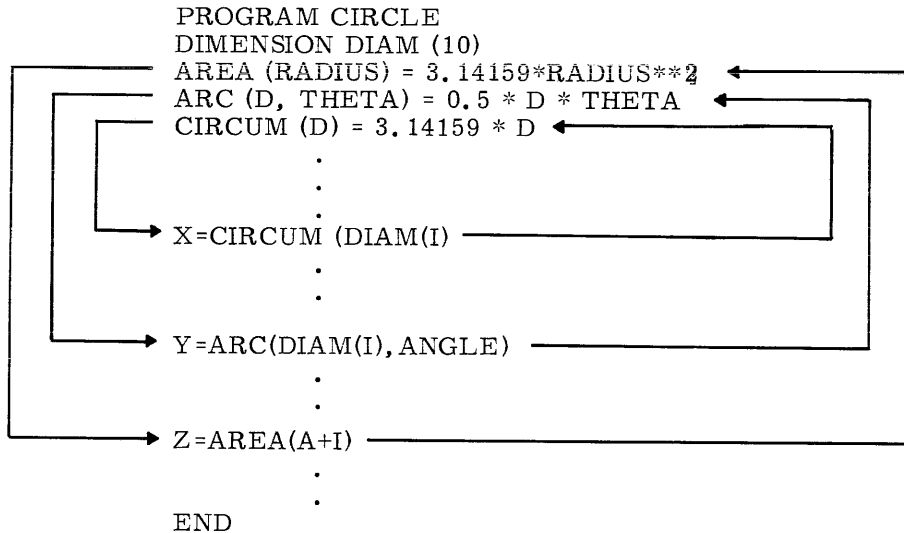 PROGRAM CIRCLE
DIMENSION DIAM (10)
AREA (RADIUS) = 3.14159*RADIUS**2
ARC (D, THETA) = 0.5 * D * THETA
CIRCUM (D) = 3.14159 * D
.
.
.
X=CIRCUM (DIAM(I)
.
.
Y=ARC(DIAM(I), ANGLE)
.
.
Z=AREA(A+I)
.
.
END